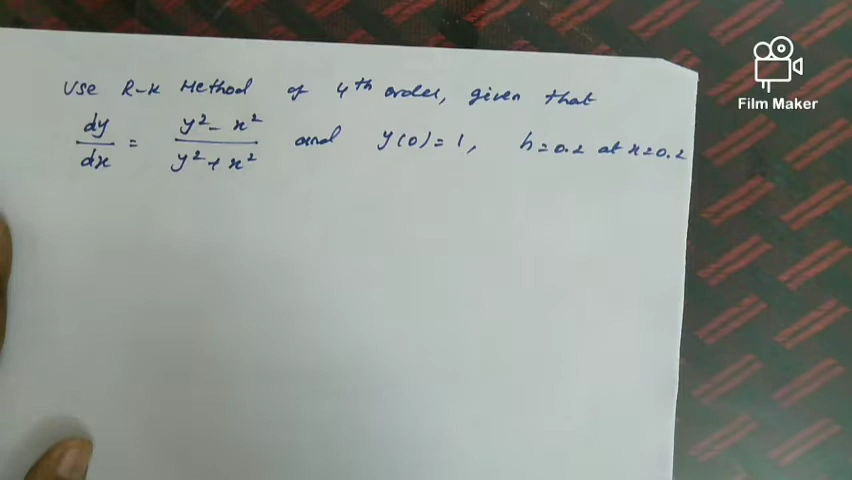 Use R-K Method of 4th order, given that
dy/dx = y² - x² / y² + x² and y(0) = 1, h = 0.2 at x = 0.2
Film Maker